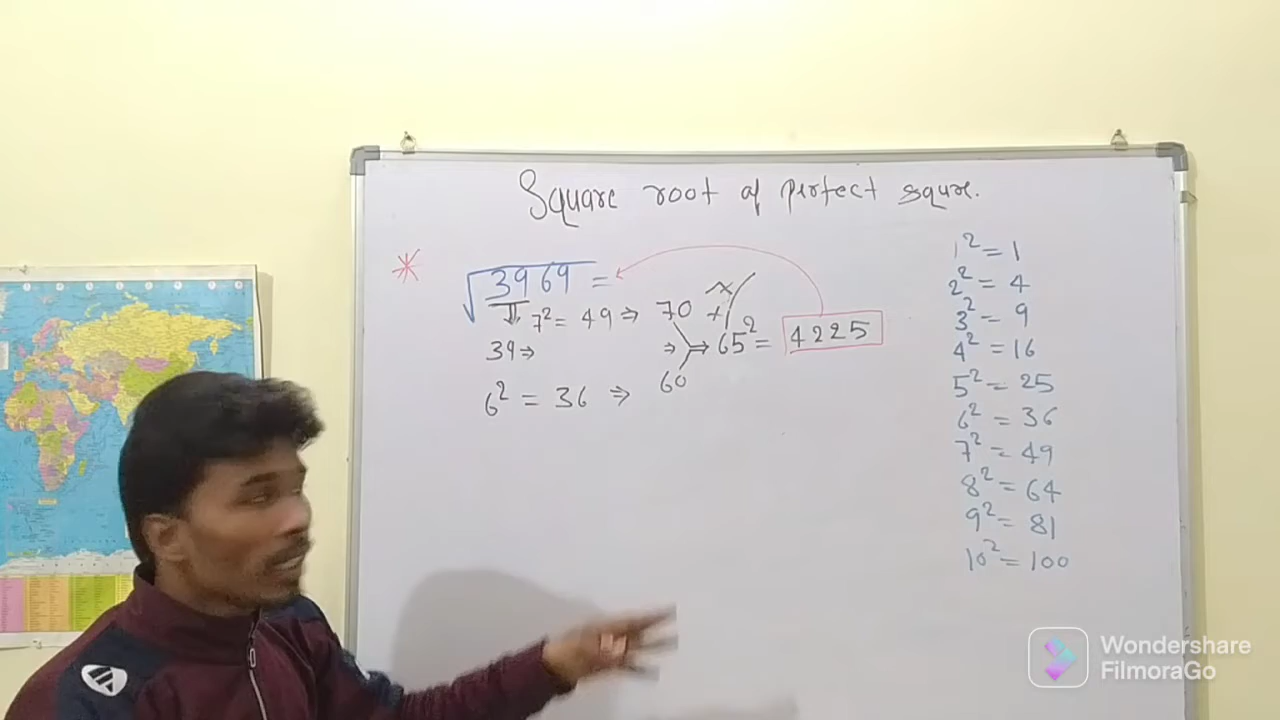 Square root of perfect squre.
* √3969 =
7² = 49 ⇒ 70
39 ⇒
⇒ 65² = 4225
6² = 36 ⇒ 60
1² = 1
2² = 4
3² = 9
4² = 16
5² = 25
6² = 36
7² = 49
8² = 64
9² = 81
10² = 100
Wondershare
FilmoraGo